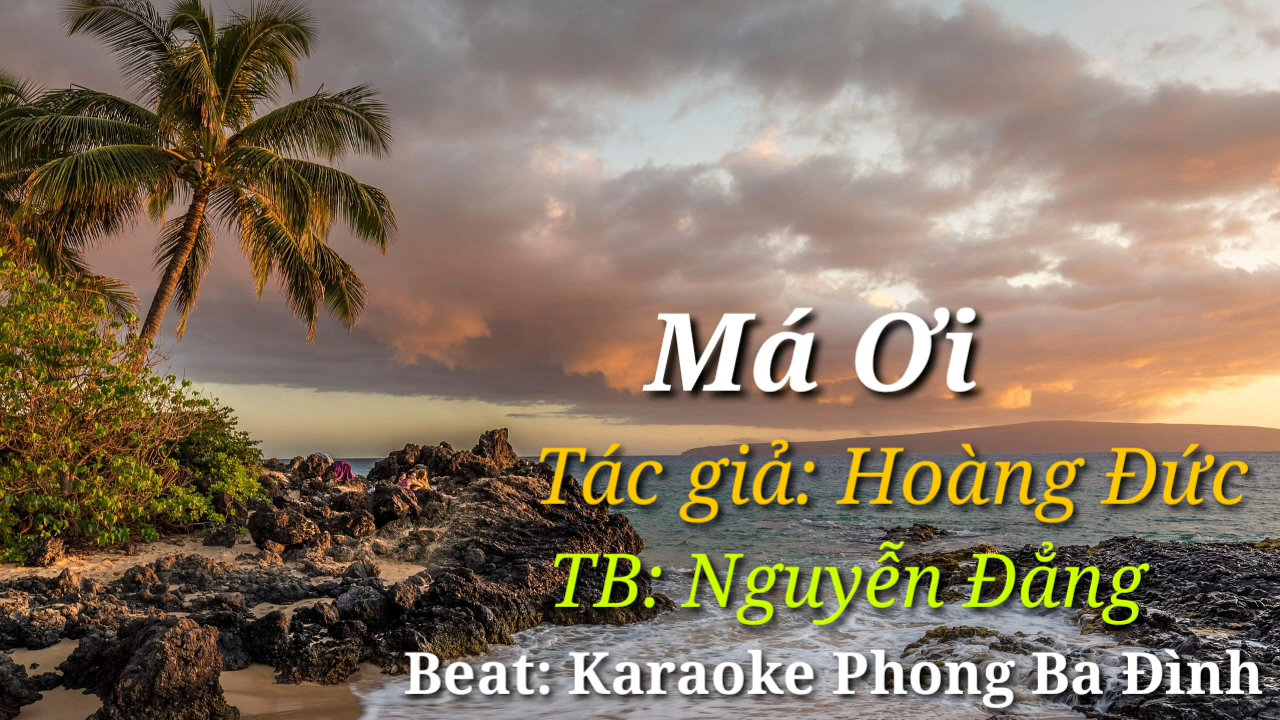 Má Ơi
Tác giả: Hoàng Đức
TB: Nguyễn Đẳng
Beat: Karaoke Phong Ba Đình